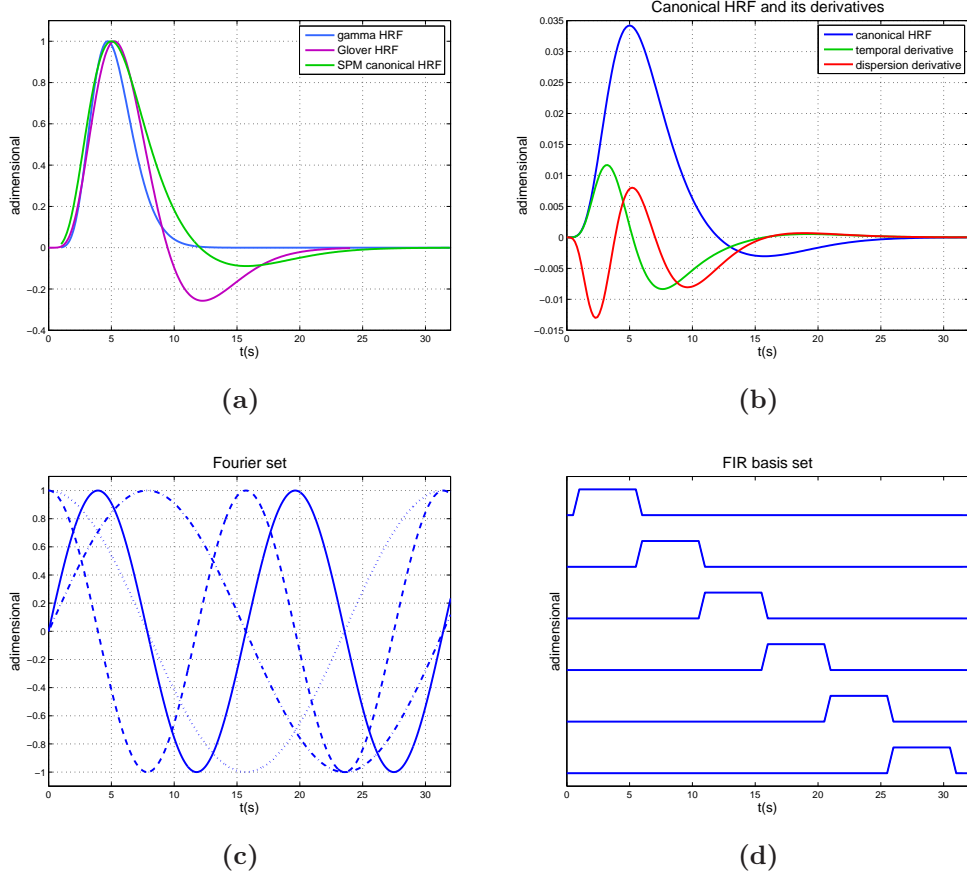 gamma HRF
Glover HRF
SPM canonical HRF
adimensional
1
0.8
0.6
0.4
0.2
0
−0.2
−0.4
0 5 10 15 20 25 30
t(s)
(a)
Canonical HRF and its derivatives
canonical HRF
temporal derivative
dispersion derivative
adimensional
0.035
0.03
0.025
0.02
0.015
0.01
0.005
0
−0.005
−0.01
−0.015
0 5 10 15 20 25 30
t(s)
(b)
Fourier set
adimensional
1
0.8
0.6
0.4
0.2
0
−0.2
−0.4
−0.6
−0.8
−1
0 5 10 15 20 25 30
t(s)
(c)
FIR basis set
adimensional
0 5 10 15 20 25 30
t(s)
(d)